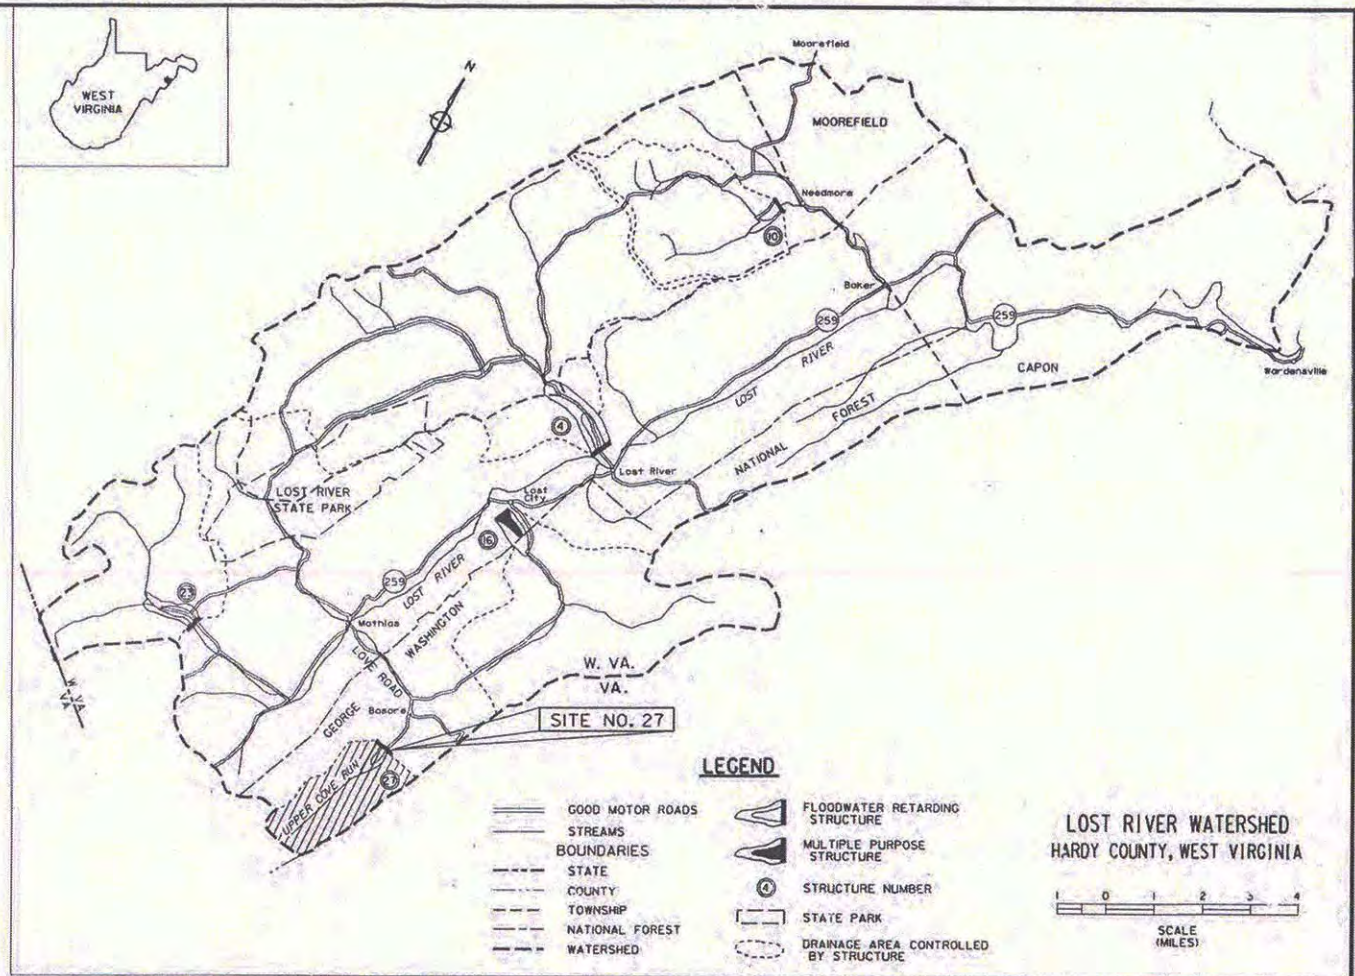 WEST
VIRGINIA
N
Moorefield
MOOREFIELD
Needmore
10
Baker
259
259
LOST RIVER
CAPON
Wardensville
NATIONAL FOREST
4
Lost River
LOST RIVER
STATE PARK
Lost
City
16
23
259
LOST RIVER
Mathias
WASHINGTON
LOVE ROAD
W. VA.
VA.
W. VA.
VA.
GEORGE
Basore
SITE NO. 27
UPPER COVE RUN
27
LEGEND
GOOD MOTOR ROADS
STREAMS
BOUNDARIES
STATE
COUNTY
TOWNSHIP
NATIONAL FOREST
WATERSHED
FLOODWATER RETARDING
STRUCTURE
MULTIPLE PURPOSE
STRUCTURE
4
STRUCTURE NUMBER
STATE PARK
DRAINAGE AREA CONTROLLED
BY STRUCTURE
LOST RIVER WATERSHED
HARDY COUNTY, WEST VIRGINIA
1 0 1 2 3 4
SCALE
(MILES)